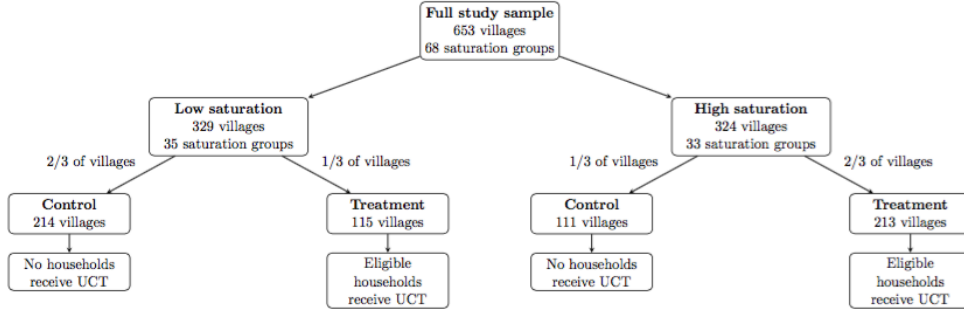 Full study sample
653 villages
68 saturation groups
Low saturation
329 villages
35 saturation groups
High saturation
324 villages
33 saturation groups
2/3 of villages
1/3 of villages
1/3 of villages
2/3 of villages
Control
214 villages
Treatment
115 villages
Control
111 villages
Treatment
213 villages
No households
receive UCT
Eligible
households
receive UCT
No households
receive UCT
Eligible
households
receive UCT